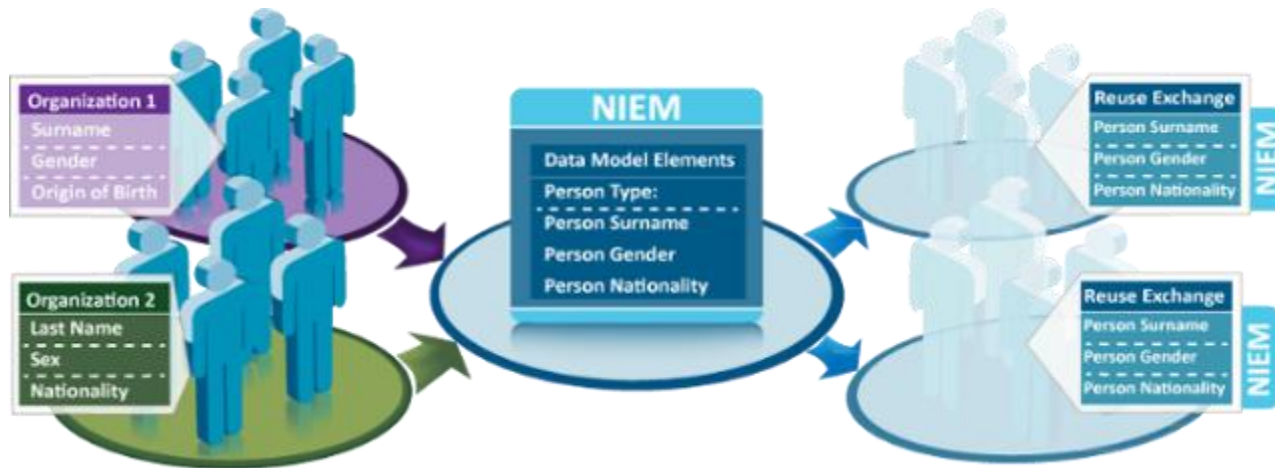 Organization 1
Surname
Gender
Origin of Birth
Organization 2
Last Name
Sex
Nationality
NIEM
Data Model Elements
Person Type:
Person Surname
Person Gender
Person Nationality
Reuse Exchange
Person Surname
Person Gender
Person Nationality
NIEM
Reuse Exchange
Person Surname
Person Gender
Person Nationality
NIEM